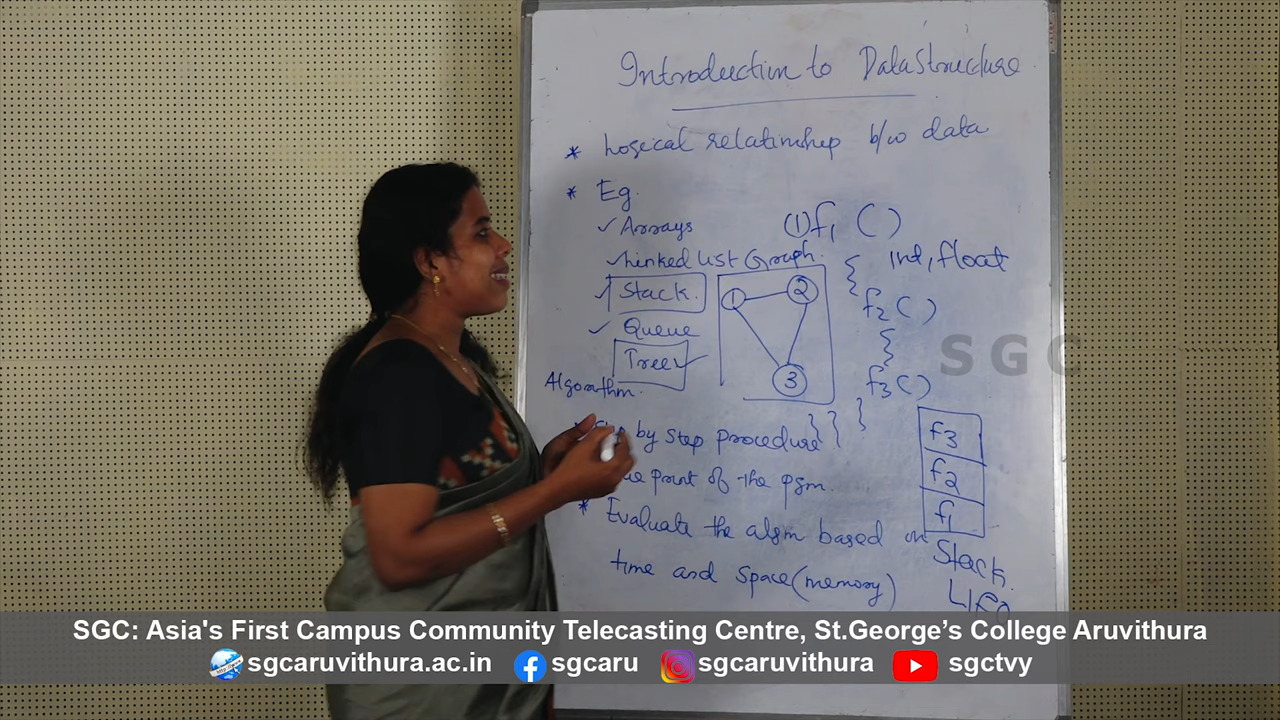 Introduction to Data Structure
* Logical relationship b/w data
* Eg.
✓ Arrays
(1) f1 ( )
✓ Linked List Graph.
{ int, float
✓ Stack.
1 2 3
f2 ( )
✓ Queue
{
Tree ✓
f3 ( )
SGC
Algorithm.
} } }
by step procedure
print of the pgm.
* Evaluate the algm based on
time and space (memory)
f3
f2
f1
Stack.
LIFO
SGC: Asia's First Campus Community Telecasting Centre, St.George’s College Aruvithura
sgcaruvithura.ac.in sgcaru sgcaruvithura sgctvy